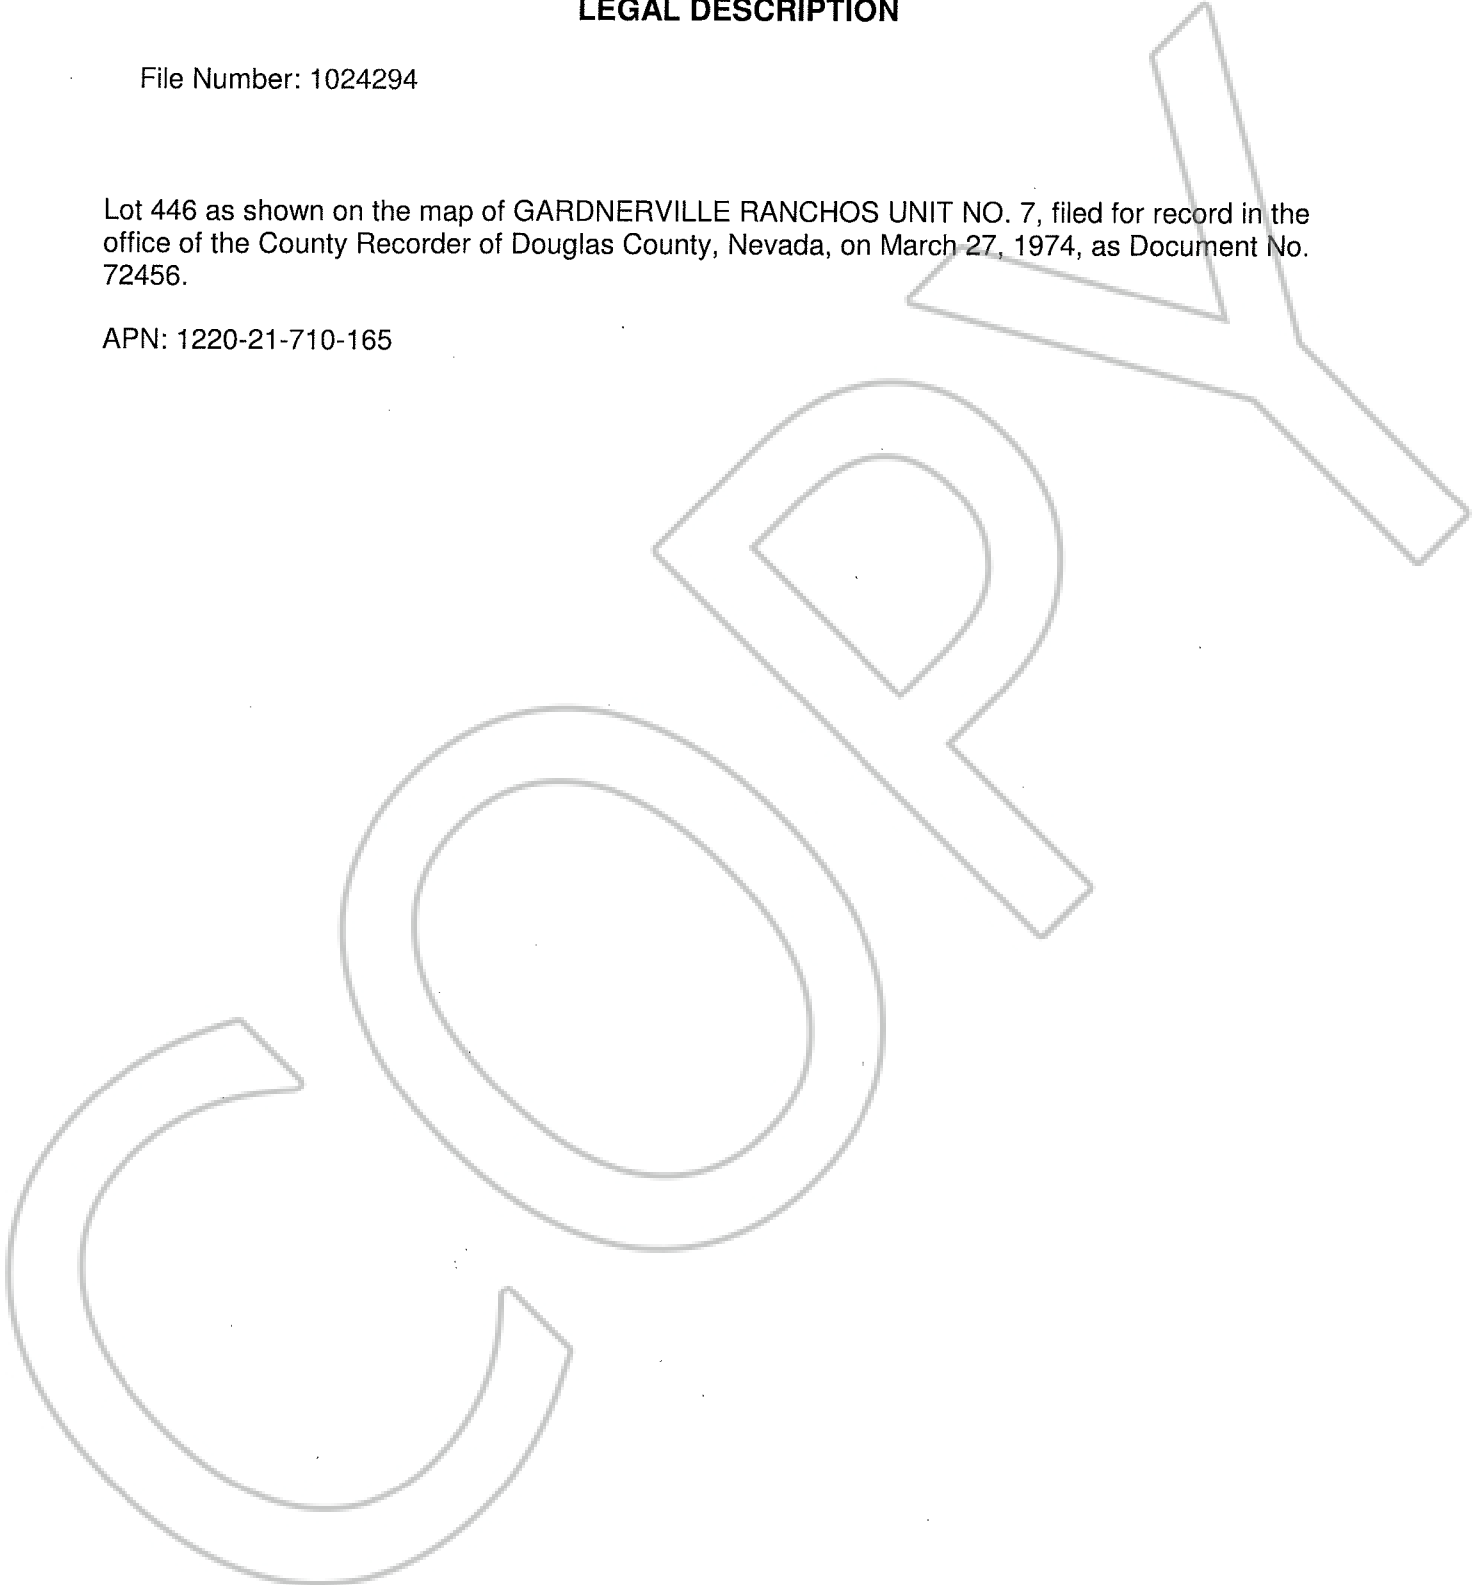 LEGAL DESCRIPTION
File Number: 1024294
Lot 446 as shown on the map of GARDNERVILLE RANCHOS UNIT NO. 7, filed for record in the
office of the County Recorder of Douglas County, Nevada, on March 27, 1974, as Document No.
72456.
APN: 1220-21-710-165
COPY